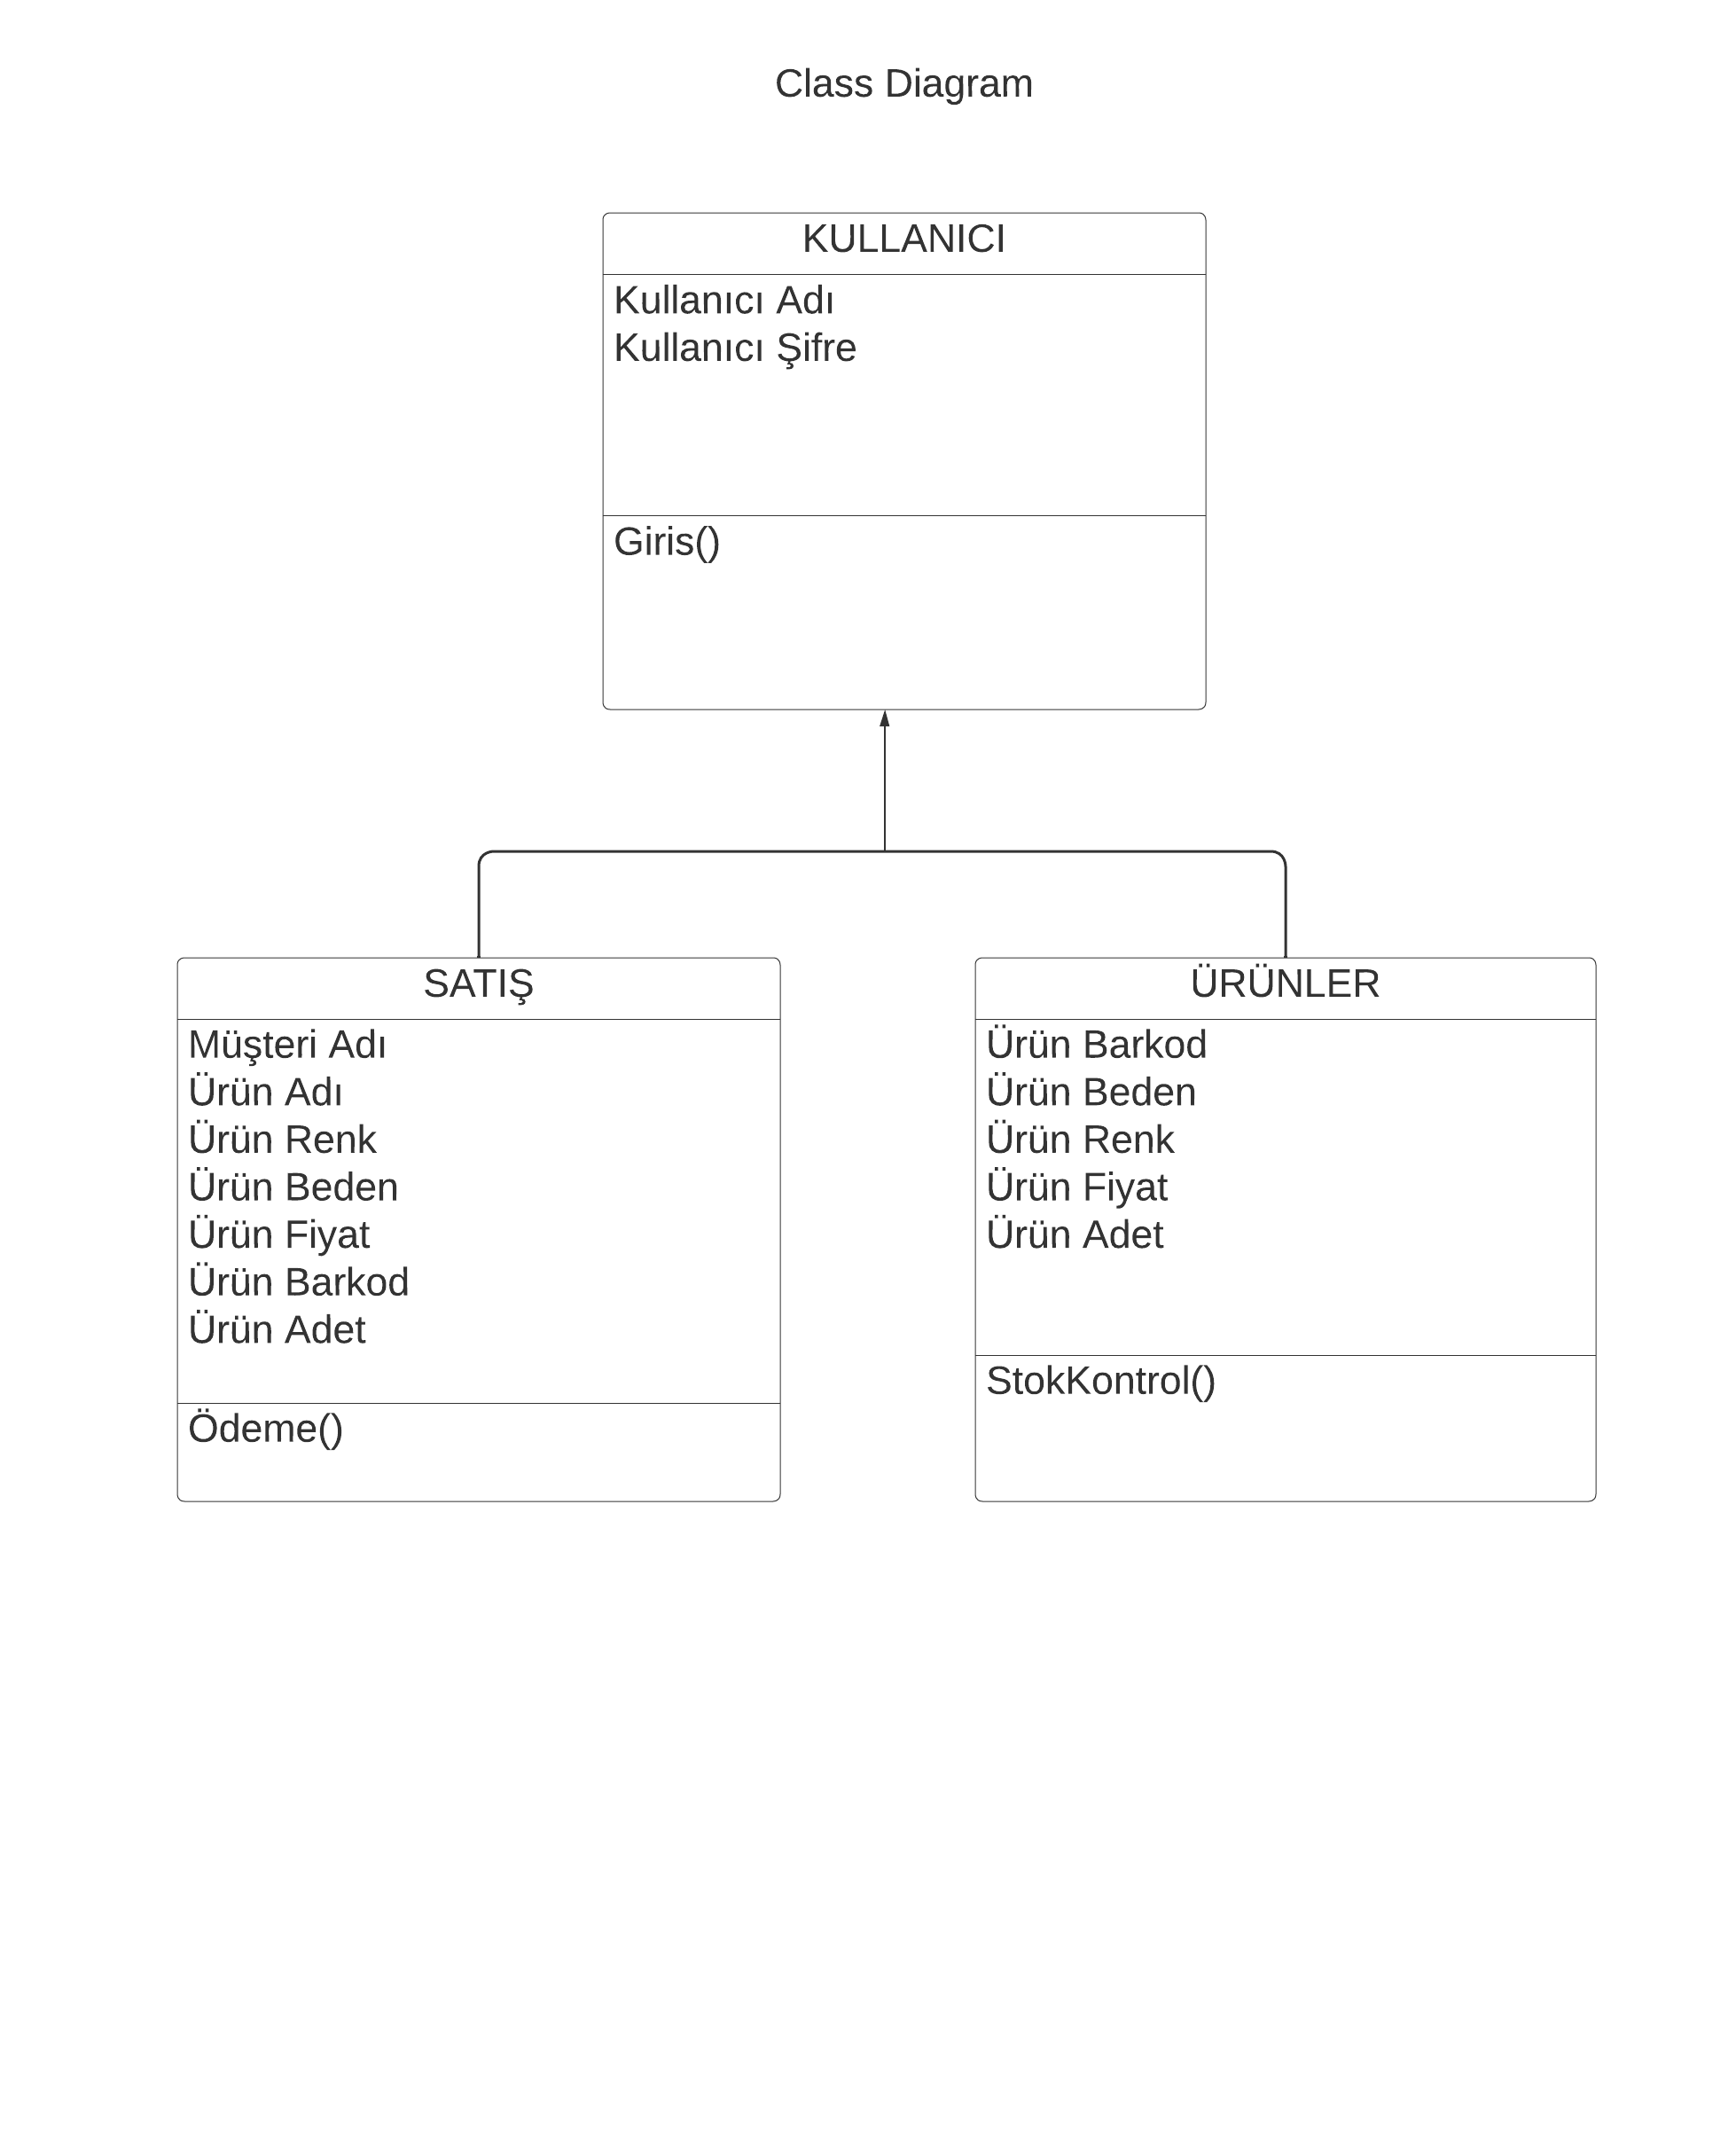 Class Diagram
KULLANICI
Kullanıcı Adı
Kullanıcı Şifre
Giris()
SATIŞ
Müşteri Adı
Ürün Adı
Ürün Renk
Ürün Beden
Ürün Fiyat
Ürün Barkod
Ürün Adet
Ödeme()
ÜRÜNLER
Ürün Barkod
Ürün Beden
Ürün Renk
Ürün Fiyat
Ürün Adet
StokKontrol()